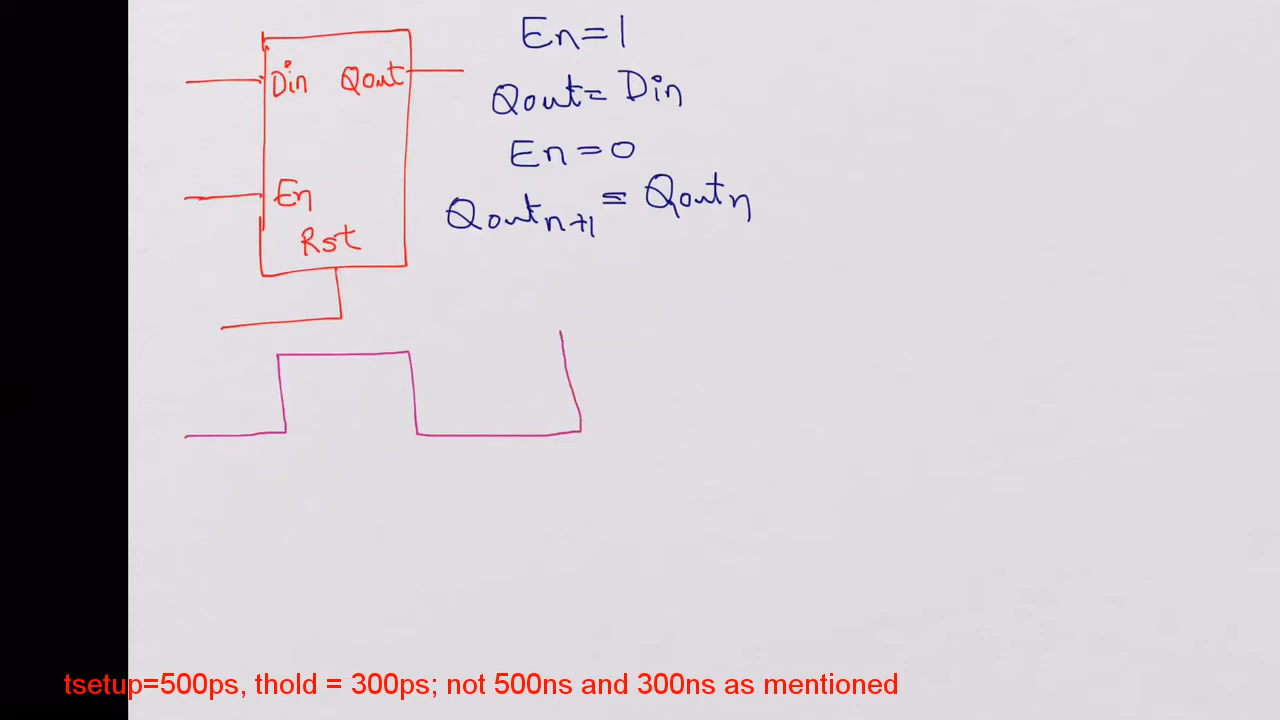 Din Qout
En
Rst
En=1
Qout= Din
En=0
Qoutn+1 = Qoutn
tsetup=500ps, thold = 300ps; not 500ns and 300ns as mentioned